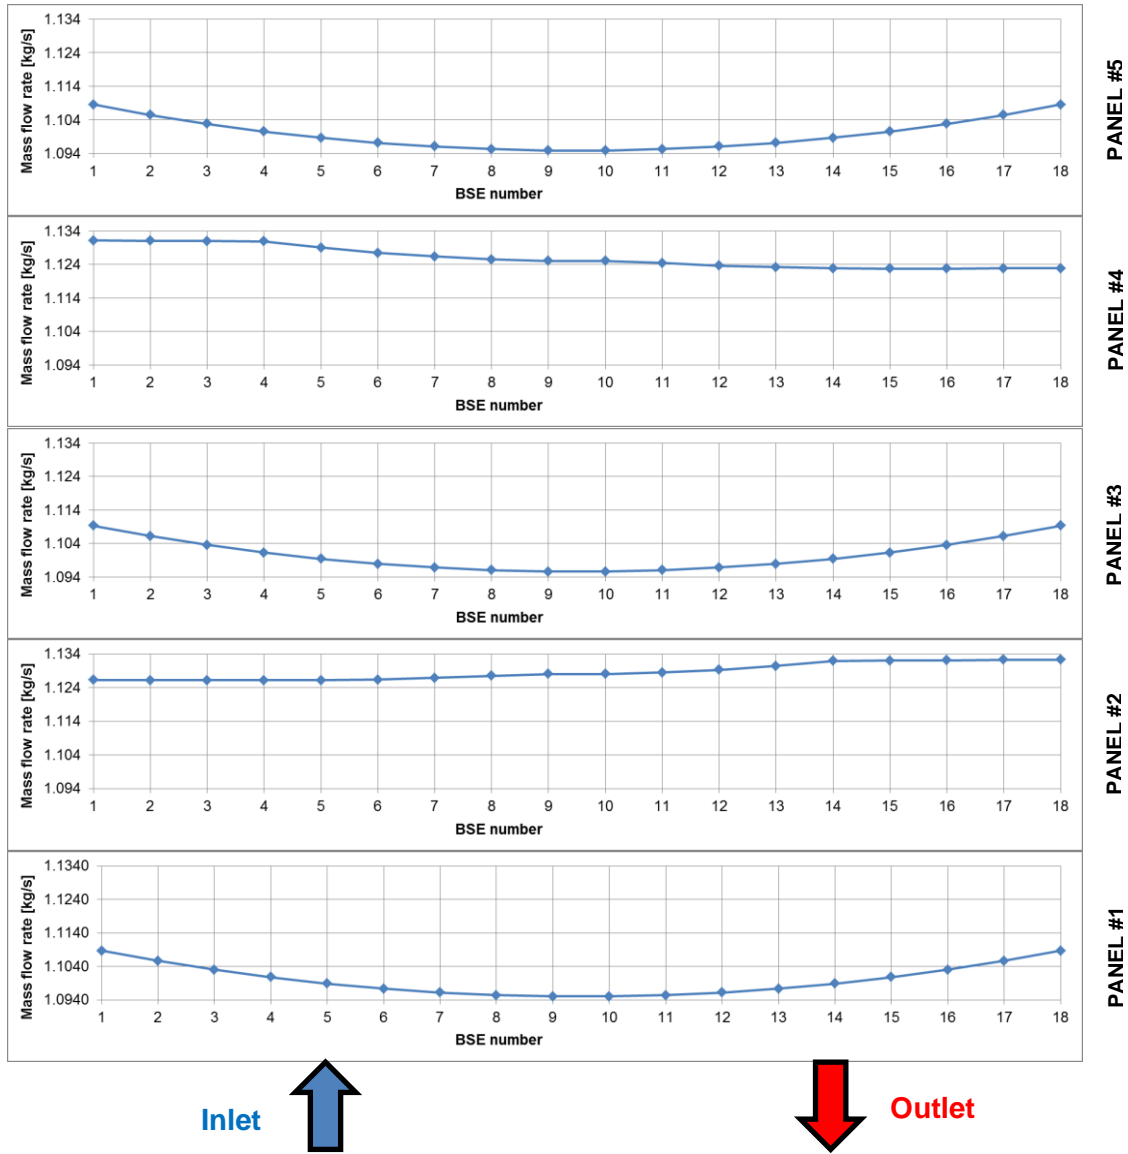 Mass flow rate [kg/s]
1.134
1.124
1.114
1.104
1.094
1 2 3 4 5 6 7 8 9 10 11 12 13 14 15 16 17 18
BSE number
PANEL #5
Mass flow rate [kg/s]
1.134
1.124
1.114
1.104
1.094
1 2 3 4 5 6 7 8 9 10 11 12 13 14 15 16 17 18
BSE number
PANEL #4
Mass flow rate [kg/s]
1.134
1.124
1.114
1.104
1.094
1 2 3 4 5 6 7 8 9 10 11 12 13 14 15 16 17 18
BSE number
PANEL #3
Mass flow rate [kg/s]
1.134
1.124
1.114
1.104
1.094
1 2 3 4 5 6 7 8 9 10 11 12 13 14 15 16 17 18
BSE number
PANEL #2
Mass flow rate [kg/s]
1.1340
1.1240
1.1140
1.1040
1.0940
1 2 3 4 5 6 7 8 9 10 11 12 13 14 15 16 17 18
BSE number
PANEL #1
Inlet
Outlet